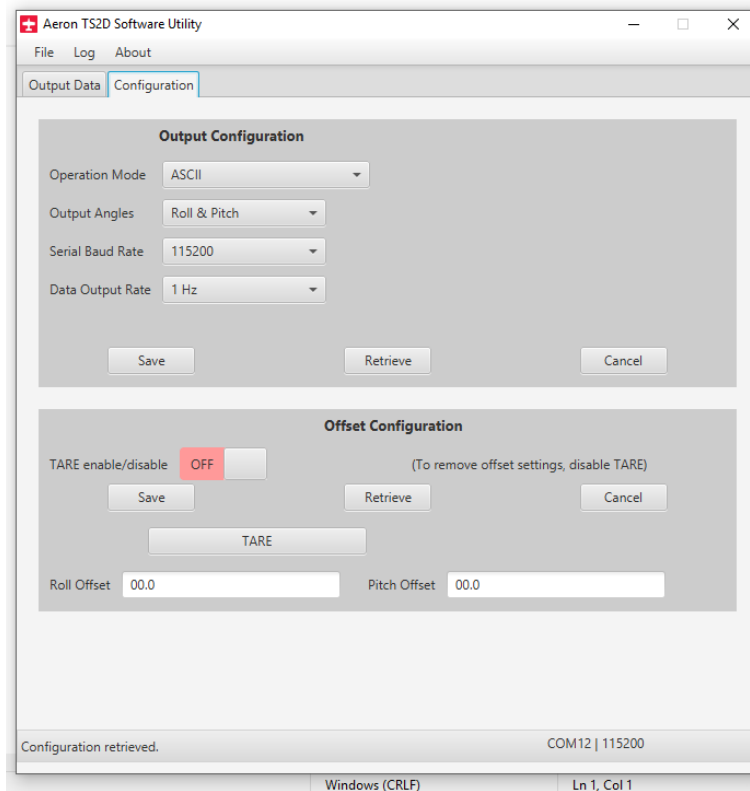 Aeron TS2D Software Utility
File Log About
Output Data Configuration
Output Configuration
Operation Mode ASCII
Output Angles Roll & Pitch
Serial Baud Rate 115200
Data Output Rate 1 Hz
Save Retrieve Cancel
Offset Configuration
TARE enable/disable OFF (To remove offset settings, disable TARE)
Save Retrieve Cancel
TARE
Roll Offset 00.0 Pitch Offset 00.0
Configuration retrieved. COM12 | 115200
Windows (CRLF) Ln 1, Col 1